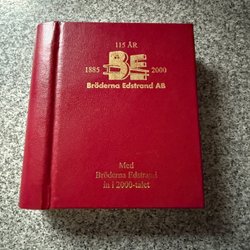 115 ÅR
1885 BE 2000
Bröderna Edstrand AB
Med
Bröderna Edstrand
in i 2000-talet